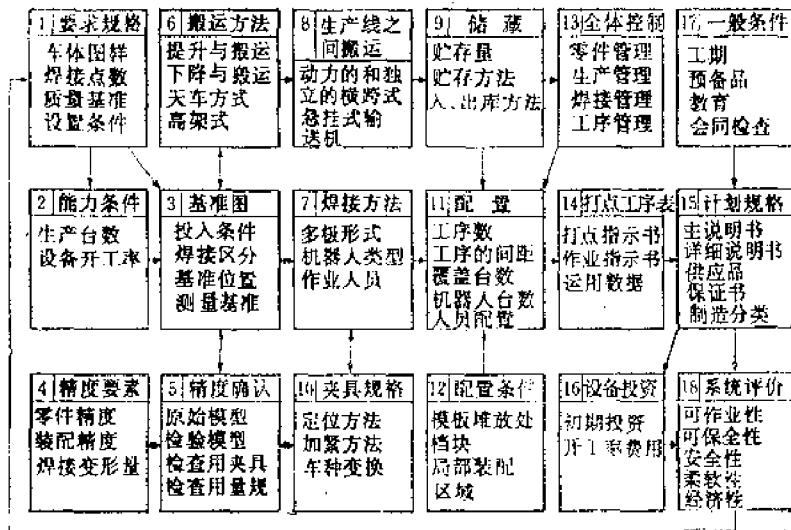 1 要求规格
车体图样
焊接点数
质量基准
设置条件
6 搬运方法
提升与搬运
下降与搬运
天车方式
高架式
8 生产线之
间搬运
动力的和独
立的横跨式
悬挂式输
送机
9 储藏
贮存量
贮存方法
入、出库方法
13 全体控制
零件管理
生产管理
焊接管理
工序管理
17 一般条件
工期
预备品
教育
会同检查
2 能力条件
生产台数
设备开工率
3 基准图
投入条件
焊接区分
基准位置
测量基准
7 焊接方法
多极形式
机器人类型
作业人员
11 配置
工序数
工序的间距
覆盖台数
机器人台数
人员配置
14 打点工序表
打点指示书
作业指示书
运用数据
15 计划规格
主说明书
详细说明书
供应品
保证书
制造分类
4 精度要素
零件精度
装配精度
焊接变形量
5 精度确认
原始模型
检验模型
检查用夹具
检查用量规
10 夹具规格
定位方法
加紧方法
车种变换
12 配置条件
模板堆放处
档块
局部装配
区域
16 设备投资
初期投资
费用
18 系统评价
可作业性
可保全性
安全性
柔软性
经济性